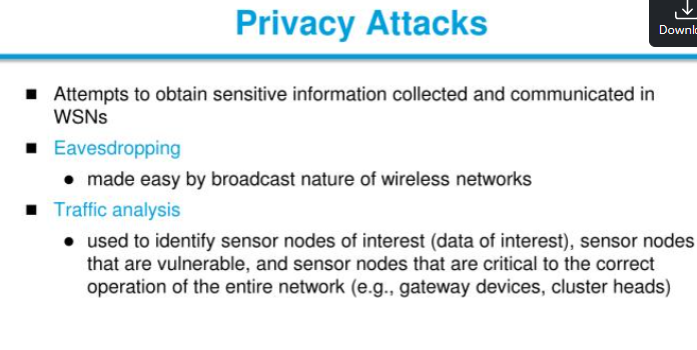 Privacy Attacks
■ Attempts to obtain sensitive information collected and communicated in
WSNs
■ Eavesdropping
● made easy by broadcast nature of wireless networks
■ Traffic analysis
● used to identify sensor nodes of interest (data of interest), sensor nodes
that are vulnerable, and sensor nodes that are critical to the correct
operation of the entire network (e.g., gateway devices, cluster heads)